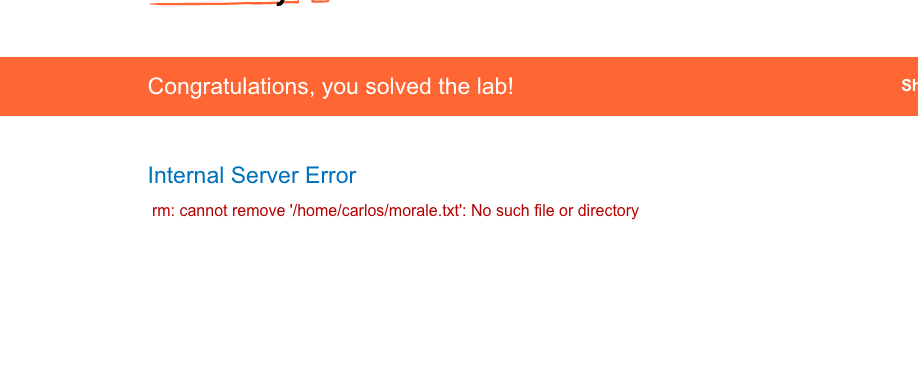 Congratulations, you solved the lab!
Internal Server Error
rm: cannot remove '/home/carlos/morale.txt': No such file or directory